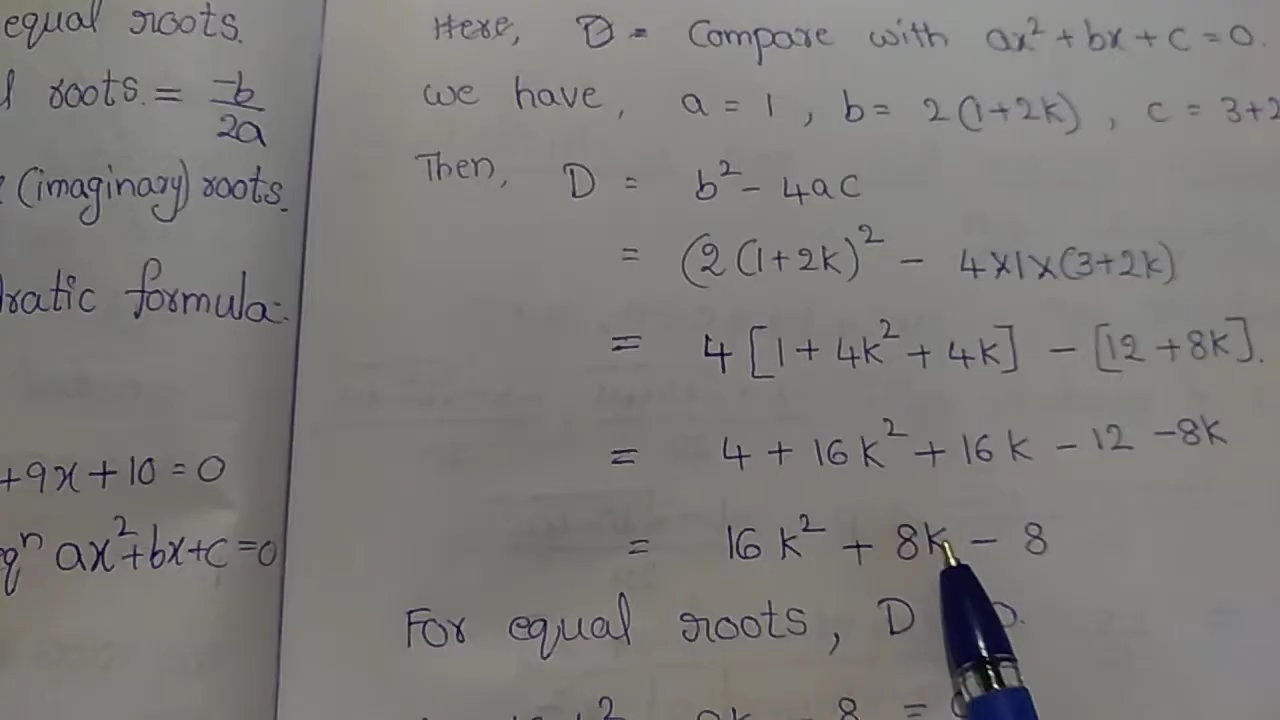 equal roots.
roots. = -b/2a
(imaginary) roots.
ratic formula:
+9x+10=0
qⁿ ax²+bx+c=0
Here, D = Compare with ax²+bx+c=0.
we have, a=1, b= 2(1+2k), c = 3+2
Then, D = b²-4ac
= (2(1+2k)² - 4×1×(3+2k)
= 4[1+4k²+4k] - [12+8k].
= 4+16k²+16k-12-8k
= 16k²+8k-8
For equal roots, D
8 =